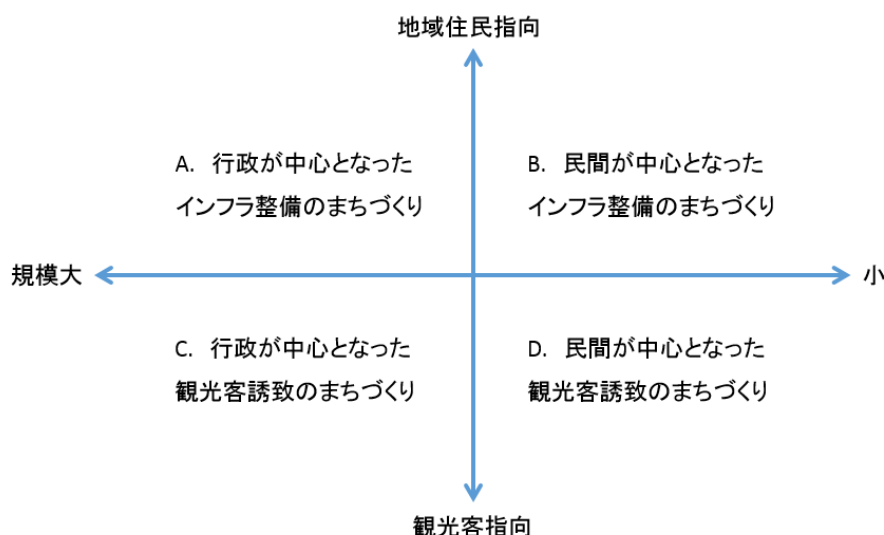 地域住民指向
A. 行政が中心となった
インフラ整備のまちづくり
B. 民間が中心となった
インフラ整備のまちづくり
規模大
小
C. 行政が中心となった
観光客誘致のまちづくり
D. 民間が中心となった
観光客誘致のまちづくり
観光客指向